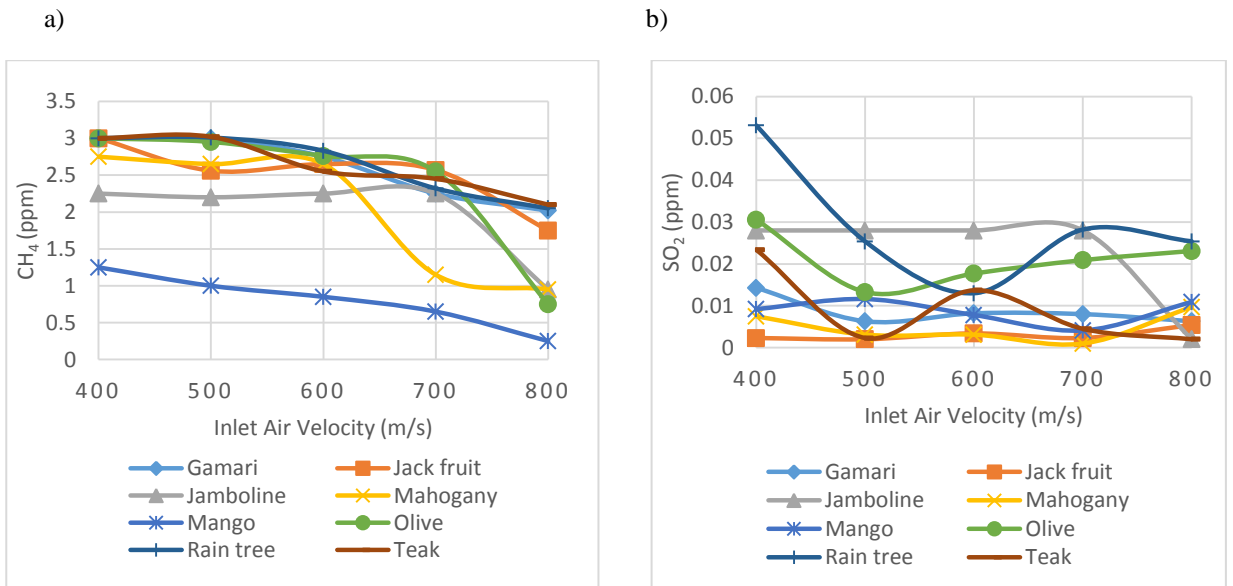 a)
b)
3.5
3
2.5
2
1.5
1
0.5
0
CH4 (ppm)
400 500 600 700 800
Inlet Air Velocity (m/s)
Gamari Jack fruit
Jamboline Mahogany
Mango Olive
Rain tree Teak
0.06
0.05
0.04
0.03
0.02
0.01
0
SO2 (ppm)
400 500 600 700 800
Inlet Air Velocity (m/s)
Gamari Jack fruit
Jamboline Mahogany
Mango Olive
Rain tree Teak